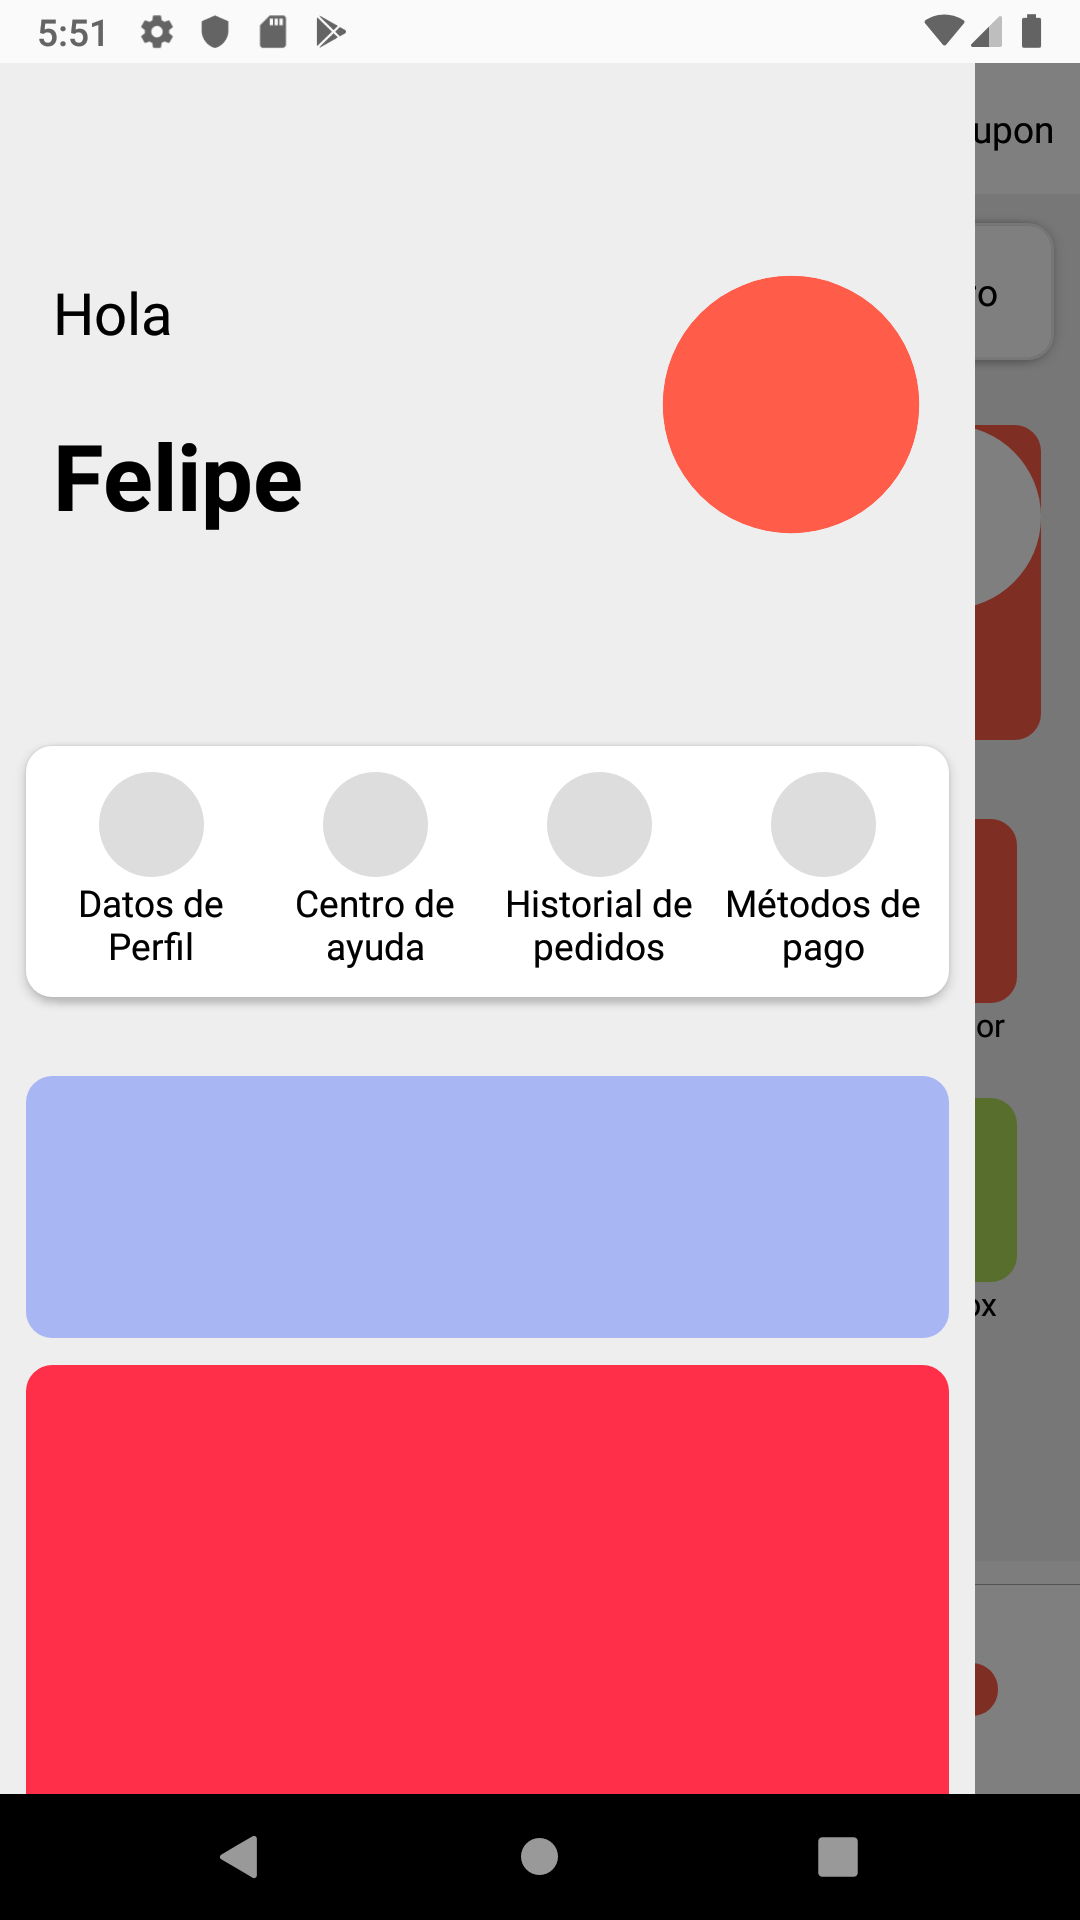 5:51
upon
Hola
ro
Felipe
Datos de Perfil
Centro de ayuda
Historial de pedidos
Métodos de pago
or
ox